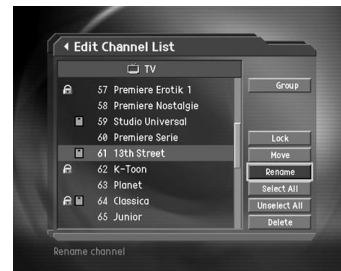 Edit Channel List
TV
57 Premiere Erotik 1
58 Premiere Nostalgie
59 Studio Universal
60 Premiere Serie
61 13th Street
62 K-Toon
63 Planet
64 Classica
65 Junior
Group
Lock
Move
Rename
Select All
Unselect All
Delete
Rename channel